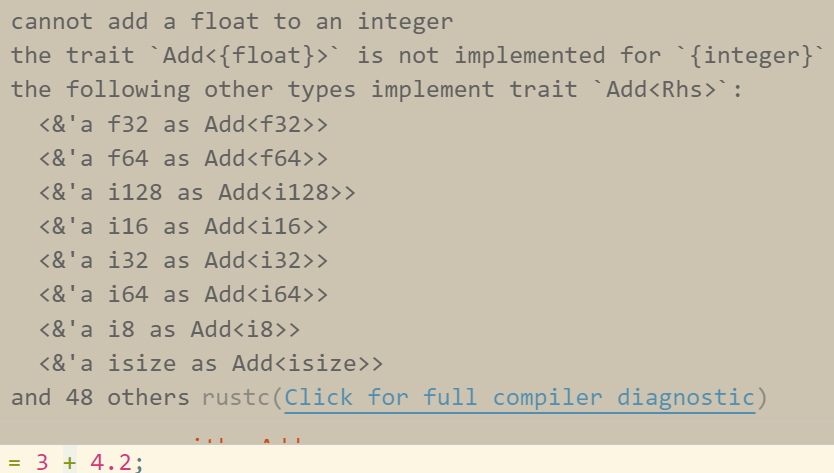 cannot add a float to an integer
the trait `Add<{float}>` is not implemented for `{integer}`
the following other types implement trait `Add<Rhs>`:
  <&'a f32 as Add<f32>>
  <&'a f64 as Add<f64>>
  <&'a i128 as Add<i128>>
  <&'a i16 as Add<i16>>
  <&'a i32 as Add<i32>>
  <&'a i64 as Add<i64>>
  <&'a i8 as Add<i8>>
  <&'a isize as Add<isize>>
and 48 others rustc(Click for full compiler diagnostic)
= 3 + 4.2;